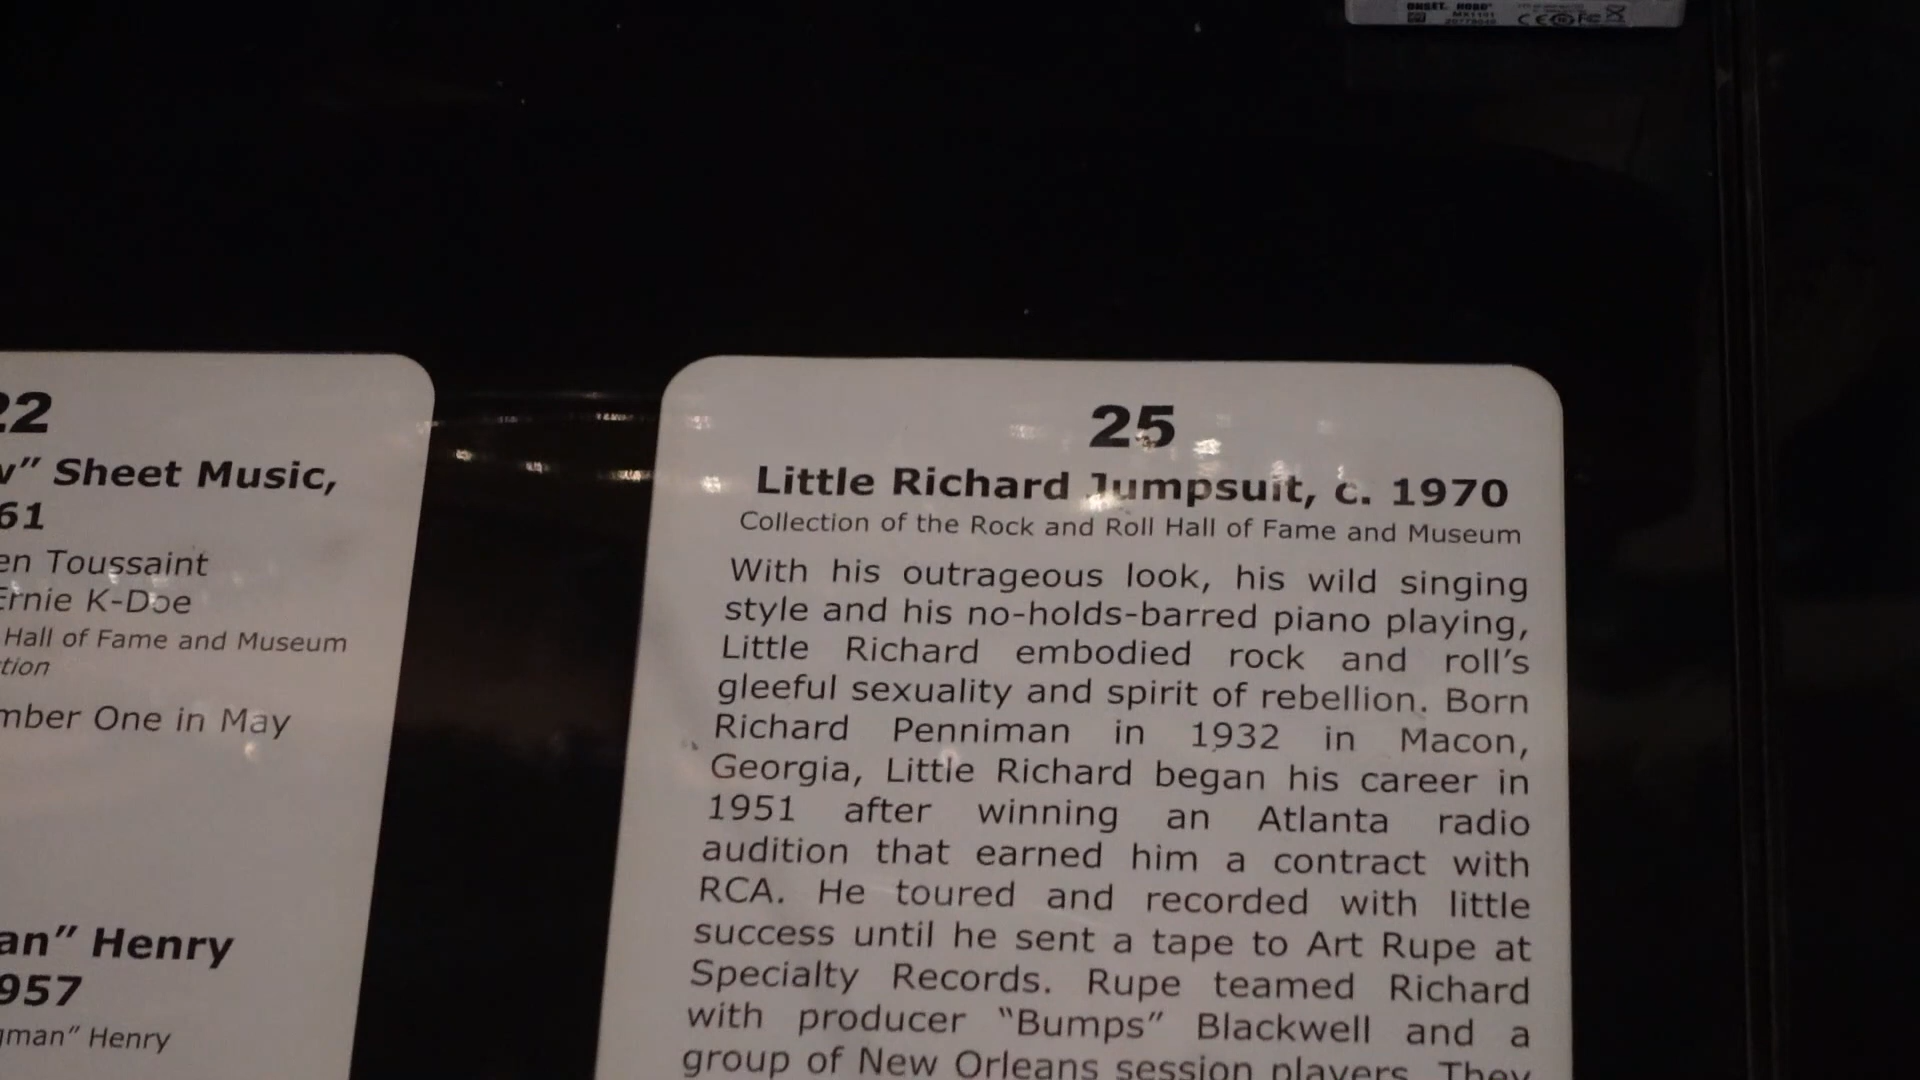 ONSET HOBO
MX1101
22
Sheet Music,
61
Toussaint
Ernie K-Doe
Hall of Fame and Museum
One in May
Henry
957
Henry
25
Little Richard Jumpsuit, c. 1970
Collection of the Rock and Roll Hall of Fame and Museum
With his outrageous look, his wild singing
style and his no-holds-barred piano playing,
Little Richard embodied rock and roll's
gleeful sexuality and spirit of rebellion. Born
Richard Penniman in 1932 in Macon,
Georgia, Little Richard began his career in
1951 after winning an Atlanta radio
audition that earned him a contract with
RCA. He toured and recorded with little
success until he sent a tape to Art Rupe at
Specialty Records. Rupe teamed Richard
with producer “Bumps” Blackwell and a
group of New Orleans session players. They